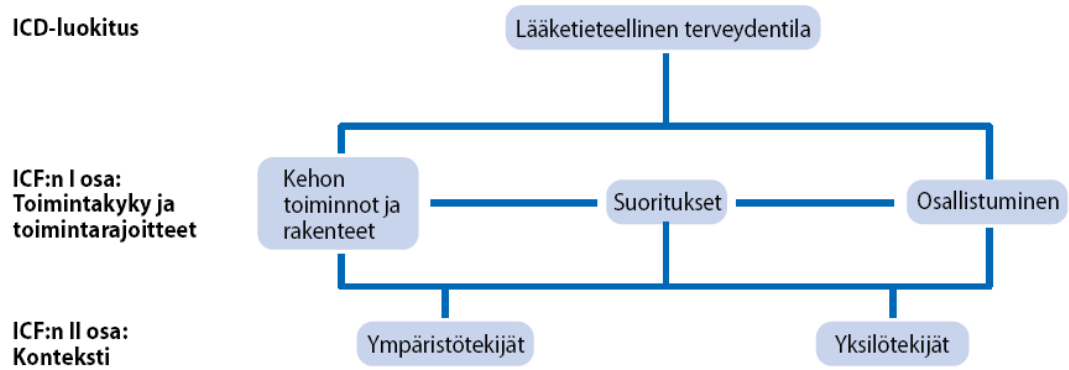 ICD-luokitus
Lääketieteellinen terveydentila
ICF:n I osa:
Toimintakyky ja
toimintarajoitteet
Kehon
toiminnot ja
rakenteet
Suoritukset
Osallistuminen
ICF:n II osa:
Konteksti
Ympäristötekijät
Yksilötekijät